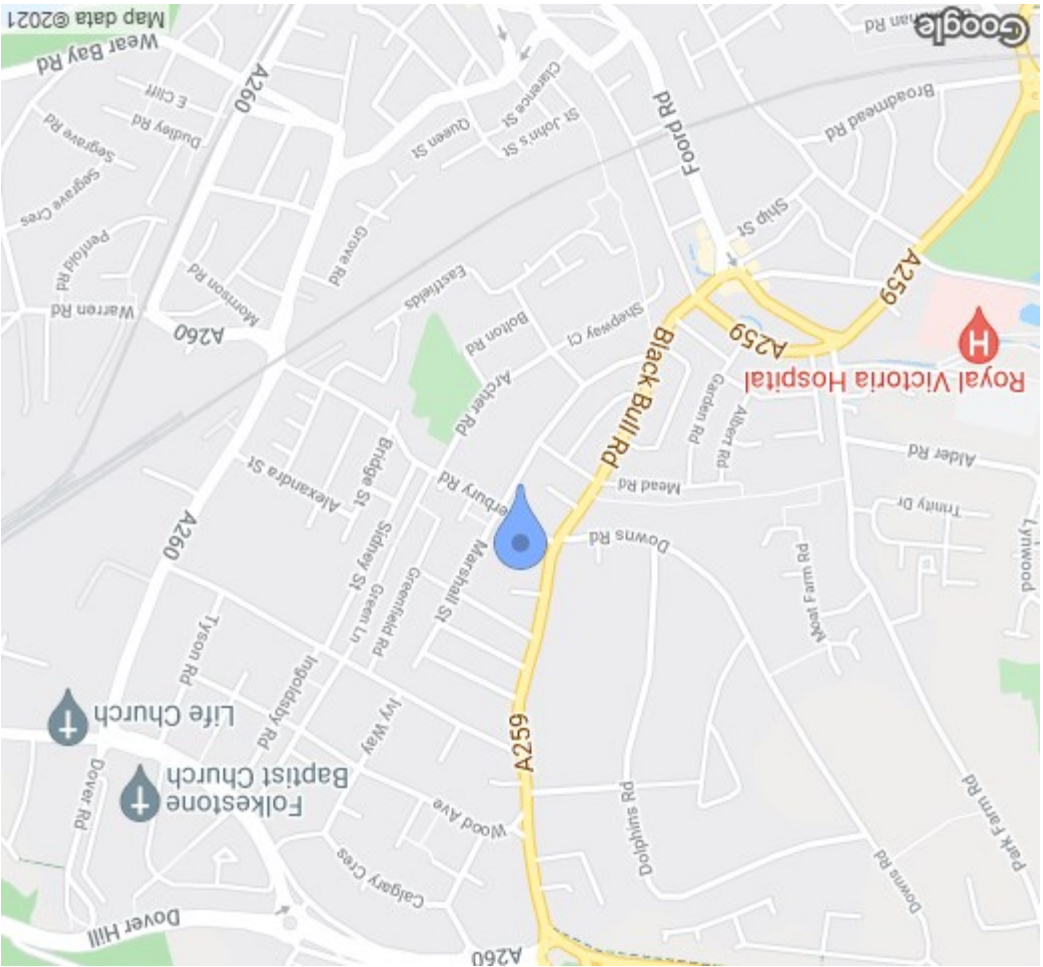 A260
Dover Hill
Downs Rd
Calgary Cres
Park Farm Rd
Dolphins Rd
Wood Ave
Folkestone
Baptist Church
Dover Rd
A259
Ivy Way
Life Church
Ingoldsby Rd
Tyson Rd
Moat Farm Rd
Greenfield Rd
Green Ln
Marshall St
Lynwood
Downs Rd
Sidney St
A260
Trinity Dr
erbury Rd
Mead Rd
Alexandra St
Bridge St
Alder Rd
Albert Rd
Garden Rd
Black Bull Rd
Archer Rd
Royal Victoria Hospital
H
A259
Shepway Cl
Bolton Rd
A260
Morrison Rd
Warren Rd
A259
Eastfields
Grove Rd
Penfold Rd
Ship St
Segrave Cres
Foord Rd
Queen St
St John's St
Clarence St
Dudley Rd
Segrave Rd
Broadmead Rd
E Cliff
A260
Wear Bay Rd
Google
Map data ©2021